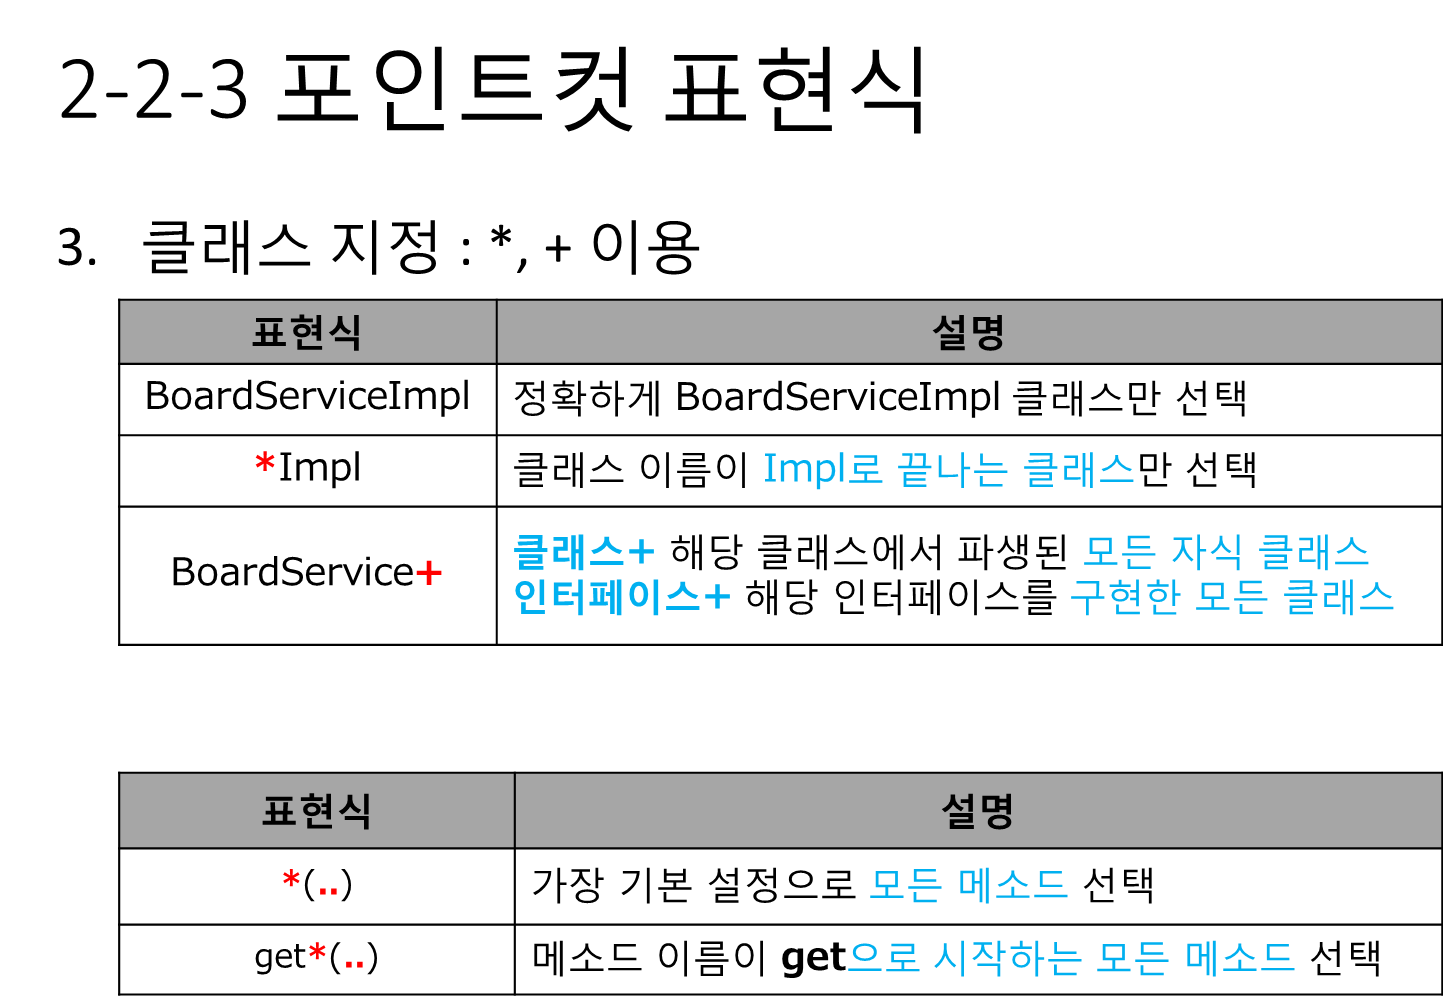 2-2-3 포인트컷 표현식
3. 클래스 지정 : *, + 이용
표현식 설명
BoardServiceImpl 정확하게 BoardServiceImpl 클래스만 선택
*Impl 클래스 이름이 Impl로 끝나는 클래스만 선택
BoardService+ 클래스+ 해당 클래스에서 파생된 모든 자식 클래스
인터페이스+ 해당 인터페이스를 구현한 모든 클래스
표현식 설명
*(..) 가장 기본 설정으로 모든 메소드 선택
get*(..) 메소드 이름이 get으로 시작하는 모든 메소드 선택